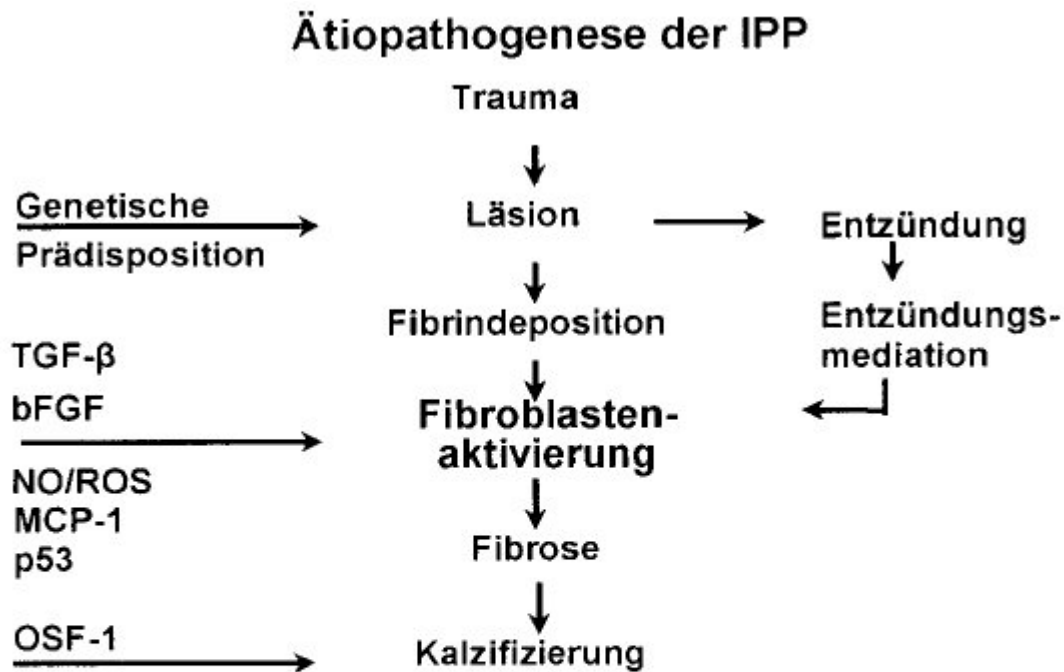 Ätiopathogenese der IPP
Trauma
Genetische
Prädisposition
Läsion
Entzündung
Fibrindeposition
Entzündungs-
mediation
TGF-β
bFGF
Fibroblasten-
aktivierung
NO/ROS
MCP-1
p53
Fibrose
OSF-1
Kalzifizierung